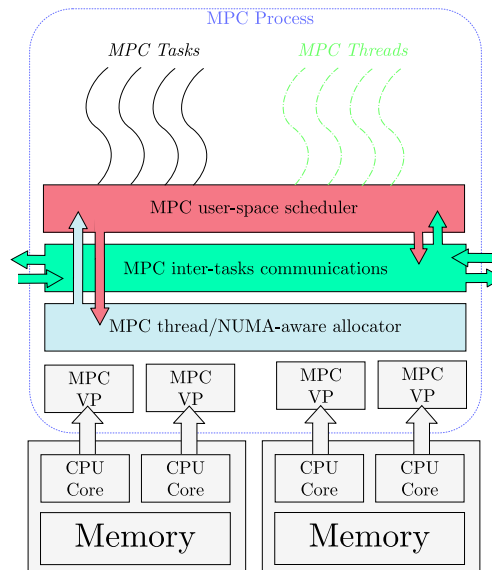 MPC Process
MPC Tasks
MPC Threads
MPC user-space scheduler
MPC inter-tasks communications
MPC thread/NUMA-aware allocator
MPC
VP
MPC
VP
MPC
VP
MPC
VP
CPU
Core
CPU
Core
CPU
Core
CPU
Core
Memory
Memory